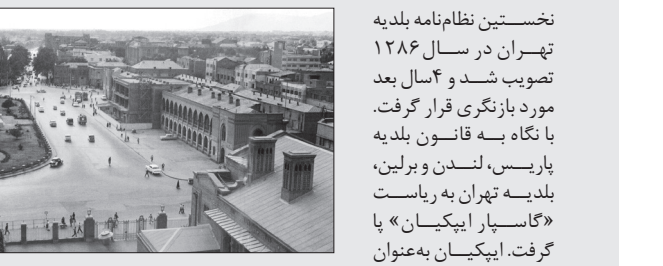 نخستین نظام‌نامه بلدیه
تهران در سال ۱۲۸۶
تصویب شد و ۴سال بعد
مورد بازنگری قرار گرفت.
با نگاه به قانون بلدیه
پاریس، لندن و برلین،
بلدیه تهران به ریاست
«گاسپار ایپکیان» پا
گرفت. ایپکیان به‌عنوان